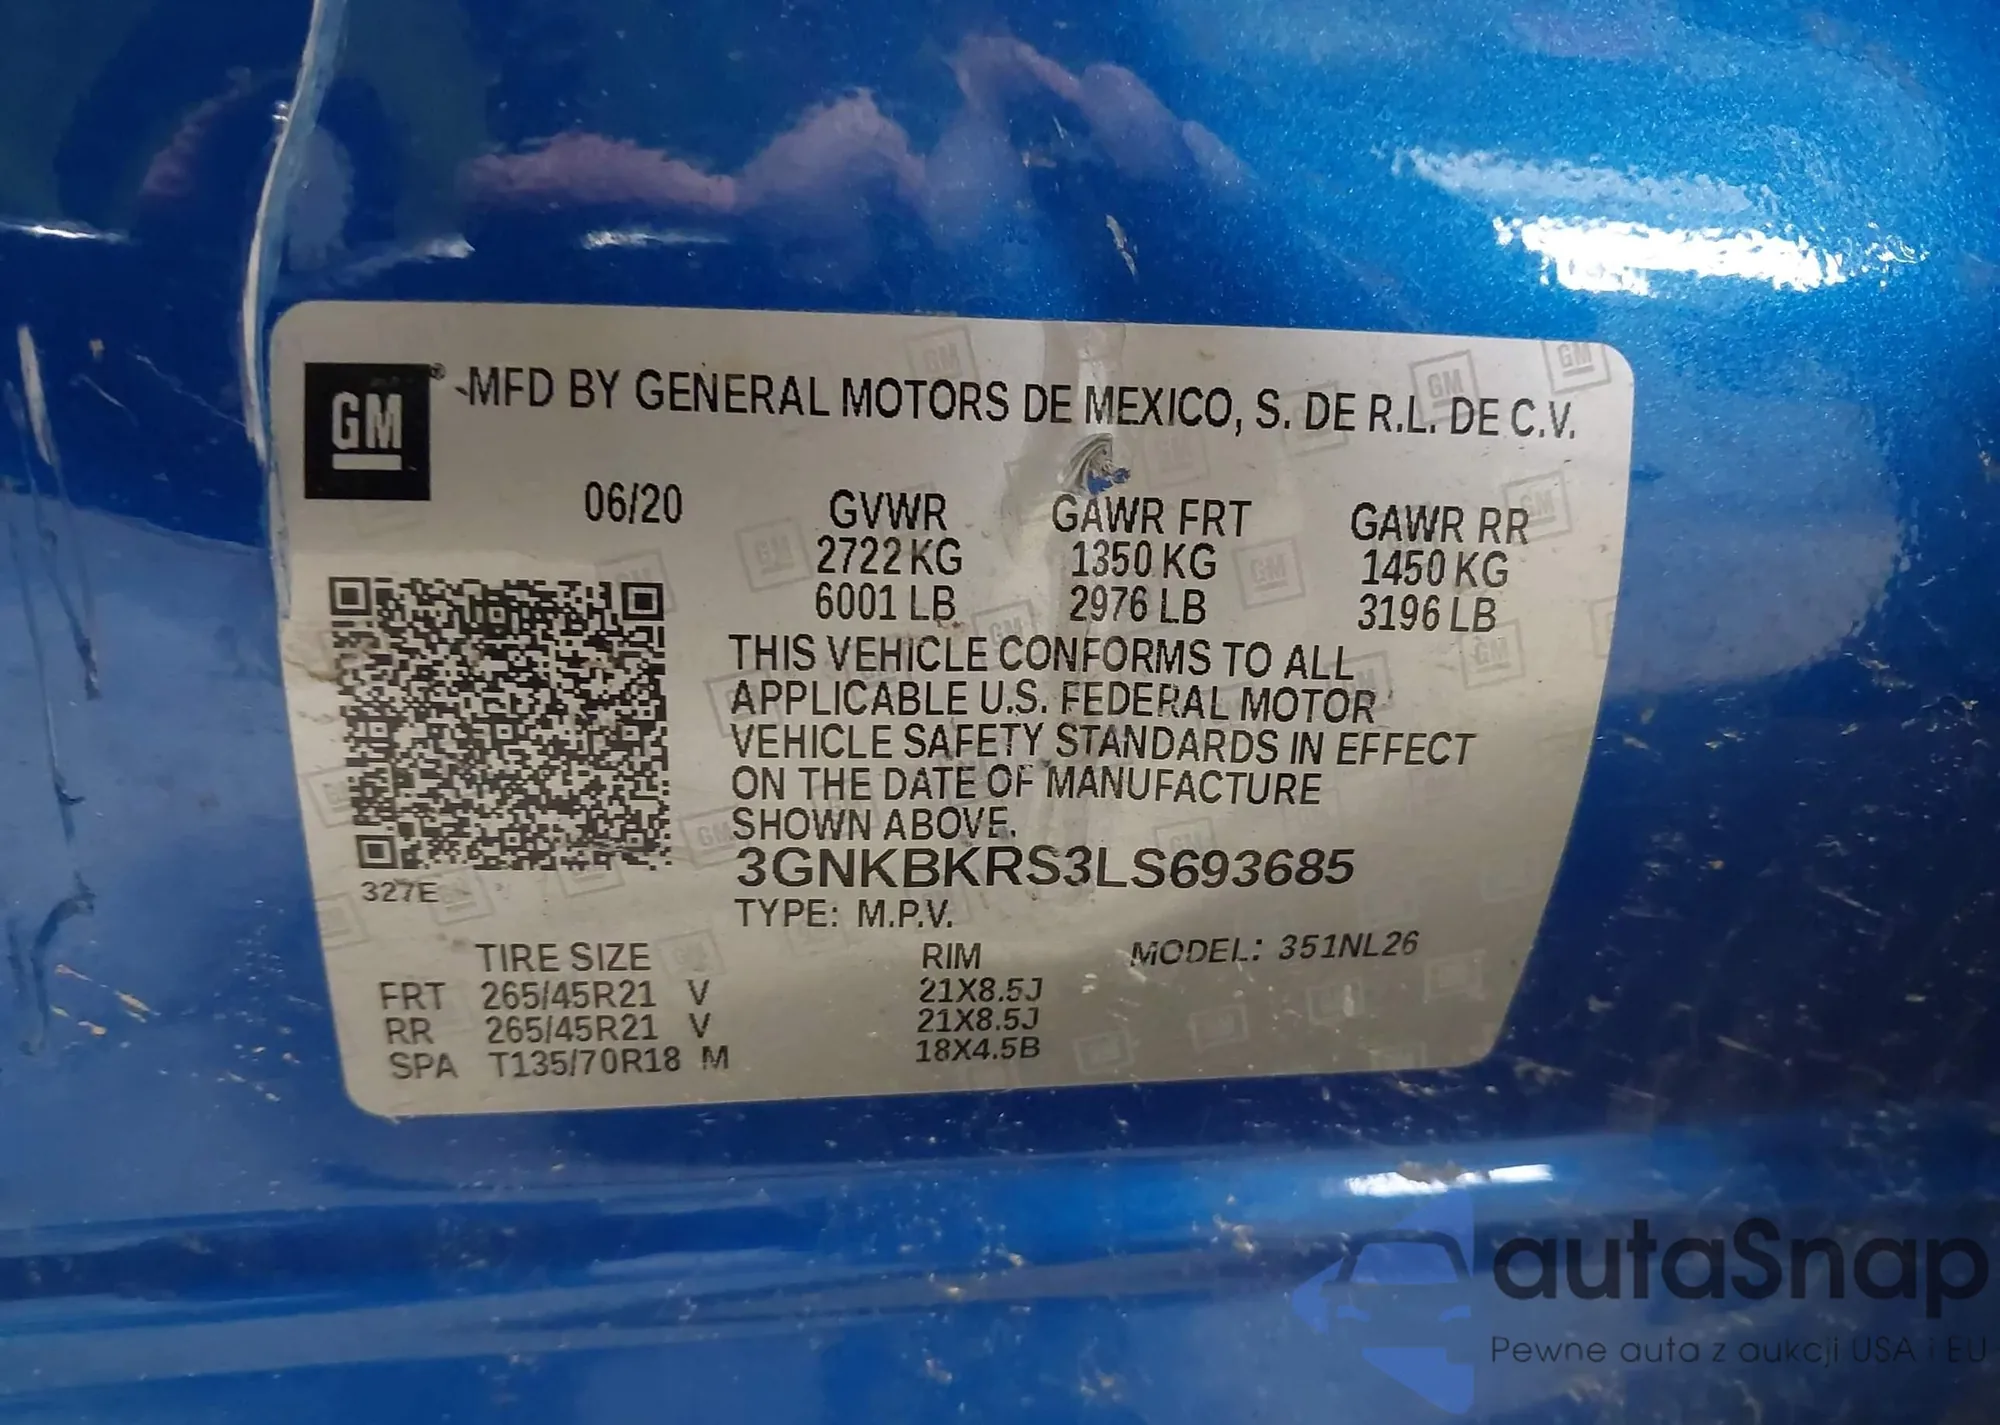 GM ® MFD BY GENERAL MOTORS DE MEXICO, S. DE R.L. DE C.V.
06/20 GVWR GAWR FRT GAWR RR
2722 KG 1350 KG 1450 KG
6001 LB 2976 LB 3196 LB
THIS VEHICLE CONFORMS TO ALL
APPLICABLE U.S. FEDERAL MOTOR
VEHICLE SAFETY STANDARDS IN EFFECT
ON THE DATE OF MANUFACTURE
SHOWN ABOVE.
3GNKBKRS3LS693685
327E
TYPE: M.P.V.
TIRE SIZE RIM MODEL: 351NL26
FRT 265/45R21 V 21X8.5J
RR 265/45R21 V 21X8.5J
SPA T135/70R18 M 18X4.5B
autaSnap
Pewne auta z aukcji USA i EU